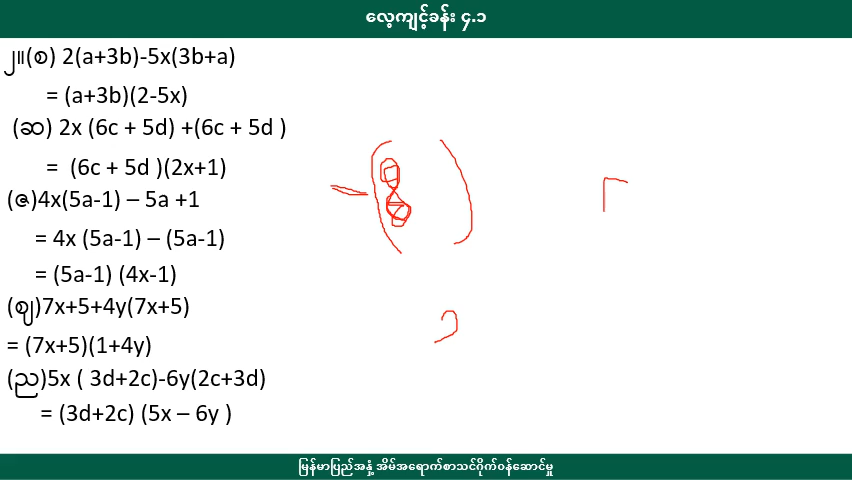 လေ့ကျင့်ခန်း ၄.၁
၂။(စ) 2(a+3b)-5x(3b+a)
= (a+3b)(2-5x)
(ဆ) 2x (6c + 5d) +(6c + 5d )
= (6c + 5d )(2x+1)
(ဇ)4x(5a-1) – 5a +1
= 4x (5a-1) – (5a-1)
= (5a-1) (4x-1)
(ဈ)7x+5+4y(7x+5)
= (7x+5)(1+4y)
(ည)5x ( 3d+2c)-6y(2c+3d)
= (3d+2c) (5x – 6y )
မြန်မာပြည်အနှံ့ အိမ်အရောက်စာသင်ဂိုက်ဝန်ဆောင်မှု